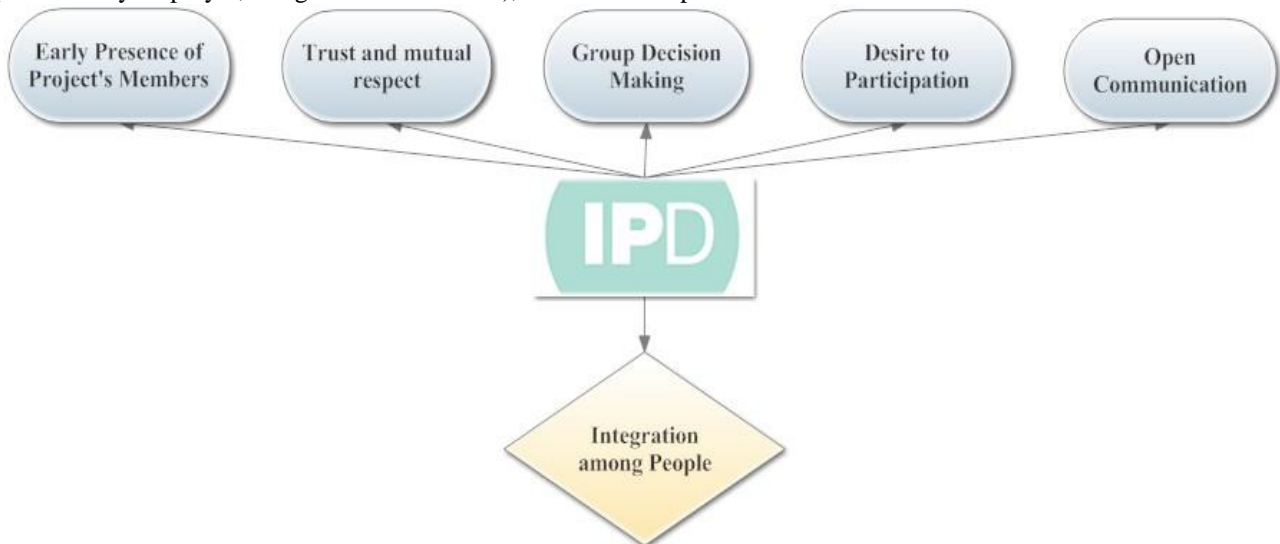 Early Presence of
Project's Members
Trust and mutual
respect
Group Decision
Making
Desire to
Participation
Open
Communication
IPD
Integration
among People